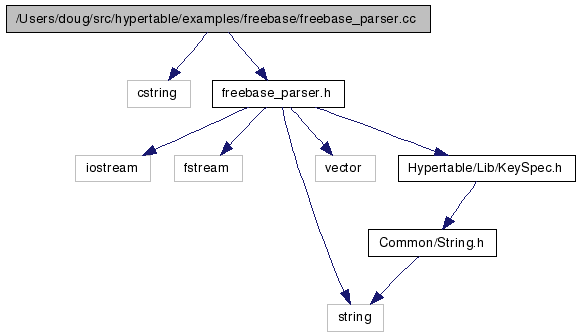 /Users/doug/src/hypertable/examples/freebase/freebase_parser.cc
cstring
freebase_parser.h
iostream
fstream
vector
Hypertable/Lib/KeySpec.h
Common/String.h
string